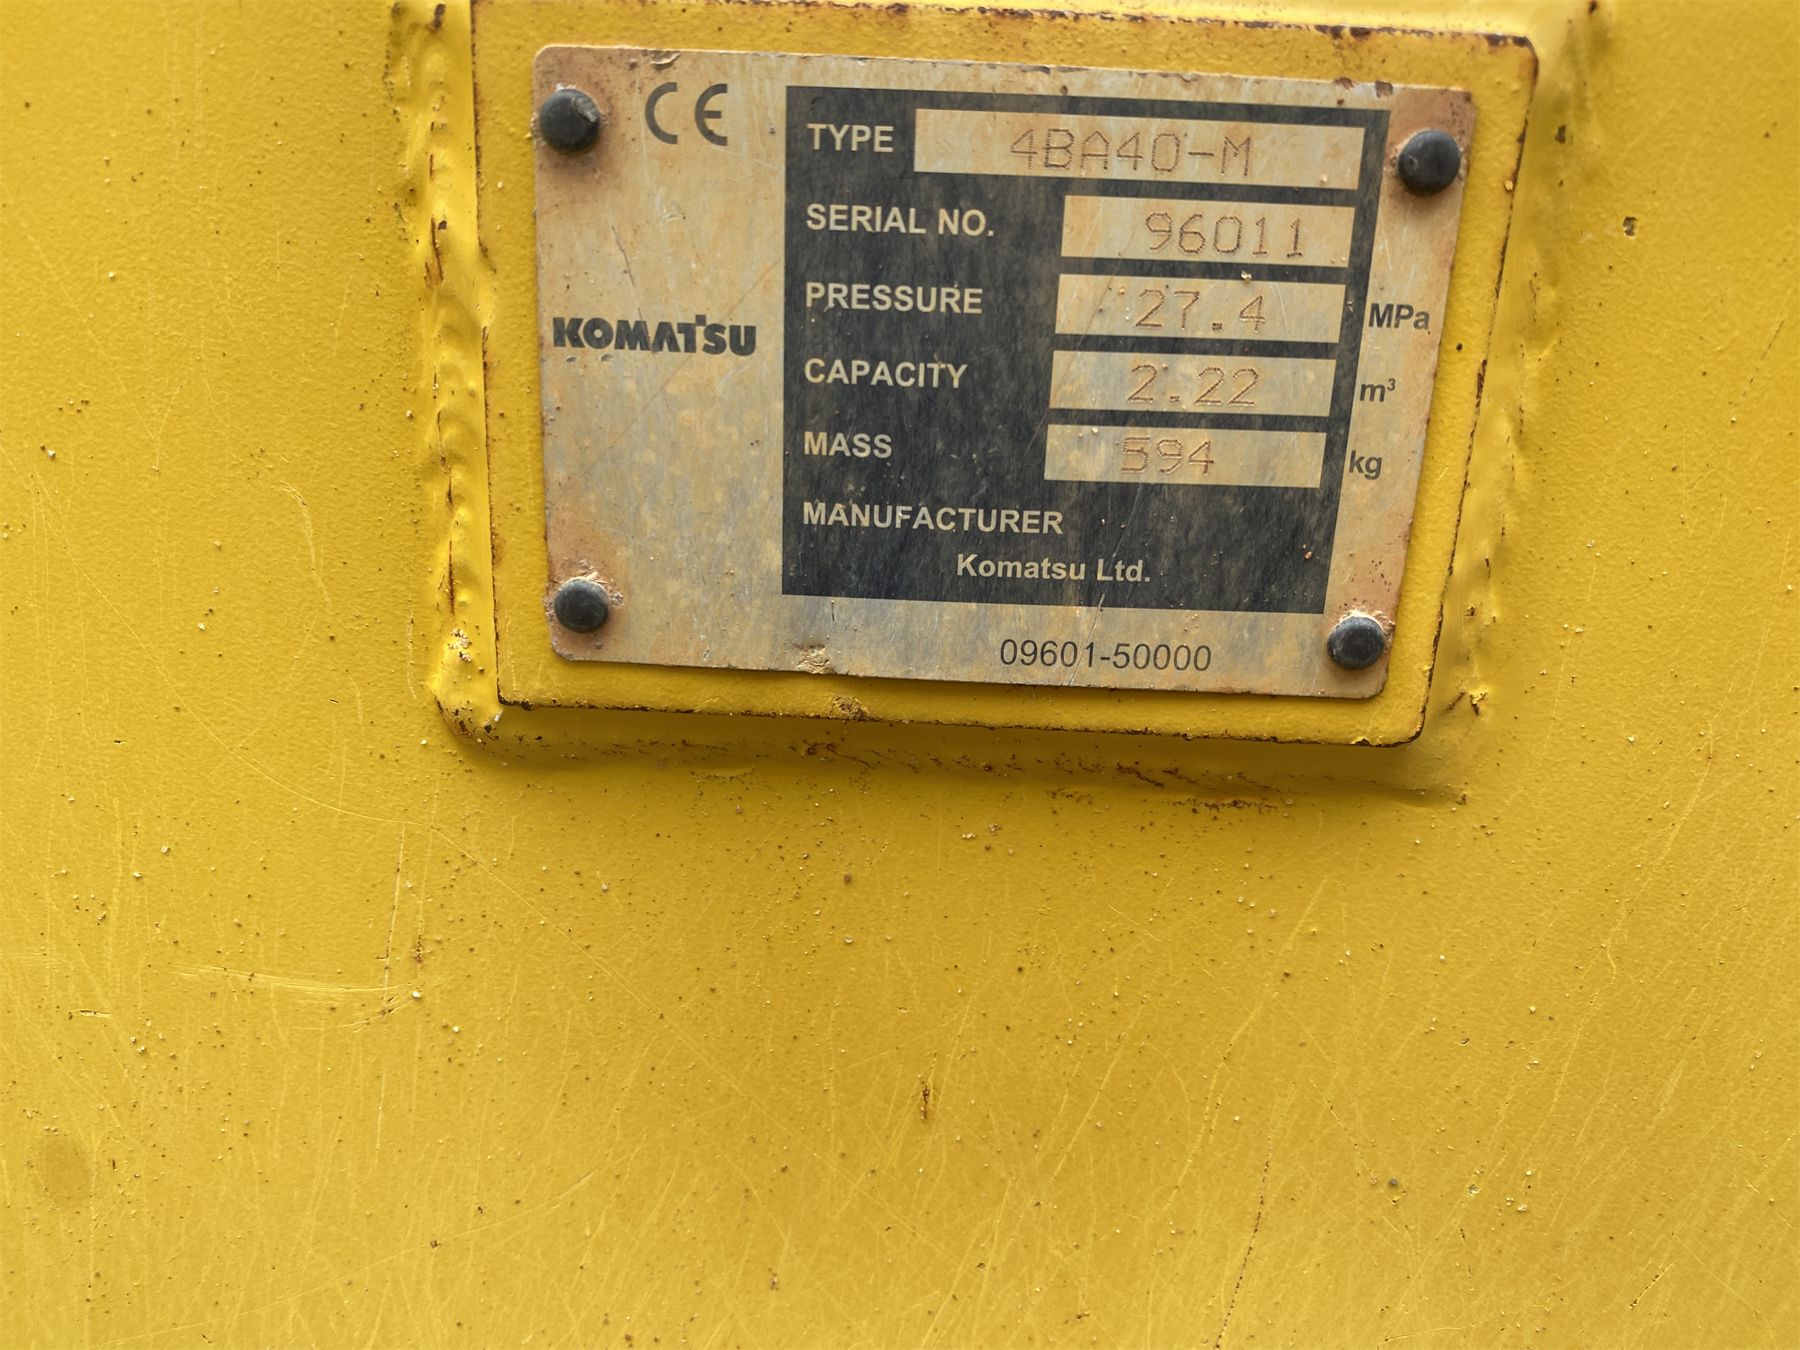 CE
KOMATSU
TYPE 4BA40-M
SERIAL NO. 96011
PRESSURE 27.4 MPa
CAPACITY 2.22 m³
MASS 594 kg
MANUFACTURER
Komatsu Ltd.
09601-50000